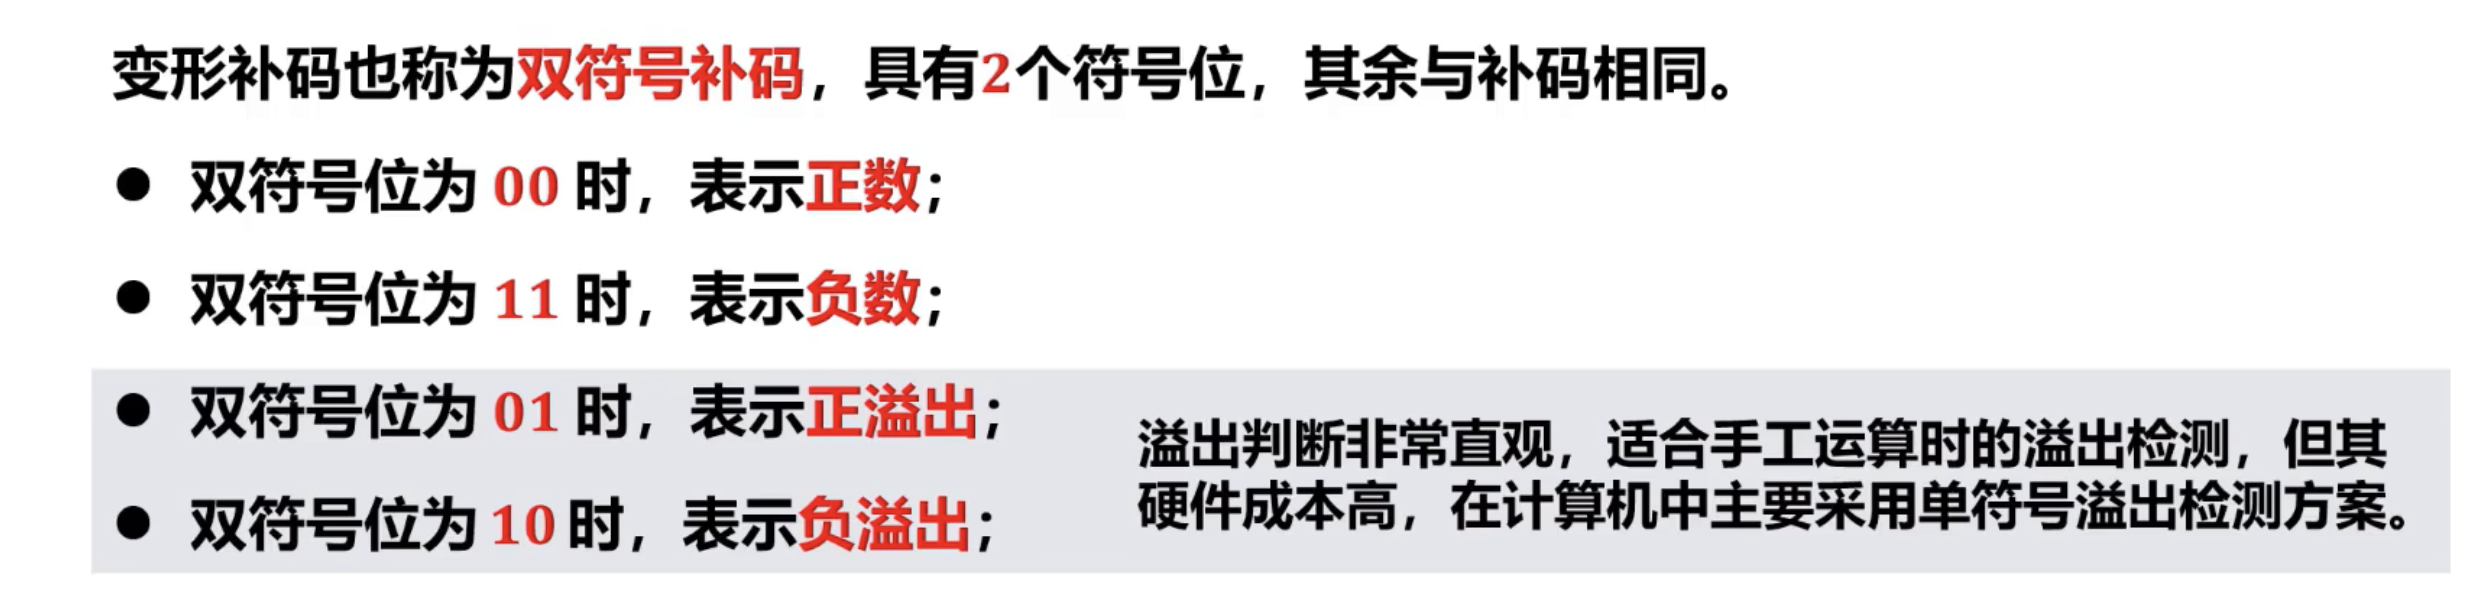 变形补码也称为双符号补码，具有2个符号位，其余与补码相同。
● 双符号位为 00 时，表示正数；
● 双符号位为 11 时，表示负数；
● 双符号位为 01 时，表示正溢出；
● 双符号位为 10 时，表示负溢出；
溢出判断非常直观，适合手工运算时的溢出检测，但其
硬件成本高，在计算机中主要采用单符号溢出检测方案。